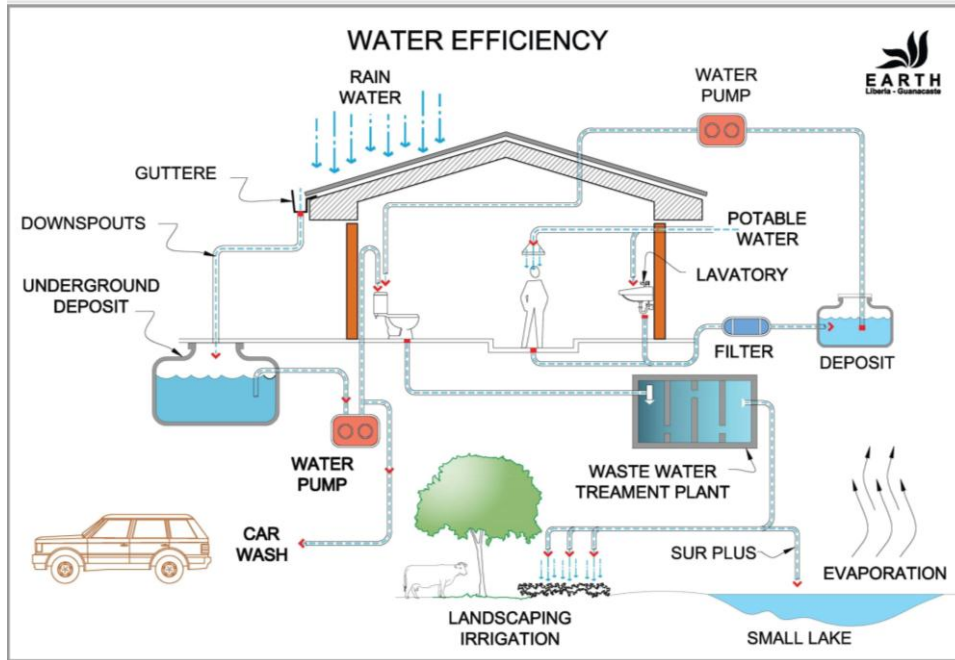 WATER EFFICIENCY
EARTH
Liberia - Guanacaste
RAIN
WATER
WATER
PUMP
GUTTERE
DOWNSPOUTS
POTABLE
WATER
LAVATORY
UNDERGROUND
DEPOSIT
FILTER
DEPOSIT
WATER
PUMP
WASTE WATER
TREAMENT PLANT
CAR
WASH
SUR PLUS
EVAPORATION
LANDSCAPING
IRRIGATION
SMALL LAKE